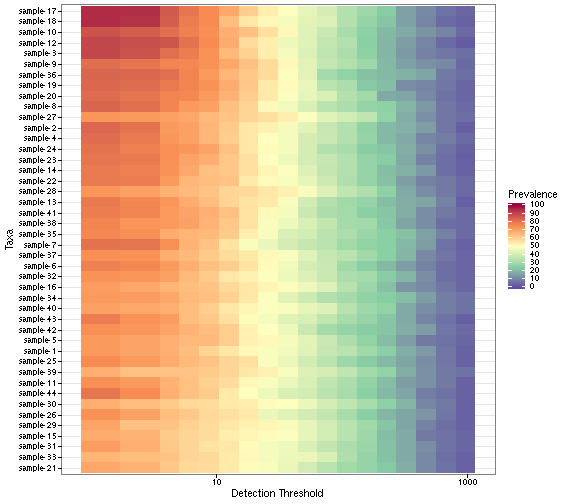 sample-17
sample-18
sample-10
sample-12
sample-3
sample-9
sample-36
sample-19
sample-20
sample-8
sample-27
sample-2
sample-4
sample-24
sample-23
sample-14
sample-22
sample-28
sample-13
sample-41
sample-38
sample-35
sample-7
sample-37
sample-6
sample-32
sample-16
sample-34
sample-40
sample-43
sample-42
sample-5
sample-1
sample-25
sample-39
sample-11
sample-44
sample-30
sample-26
sample-29
sample-15
sample-31
sample-33
sample-21
Taxa
10
1000
Detection Threshold
Prevalence
100
90
80
70
60
50
40
30
20
10
0